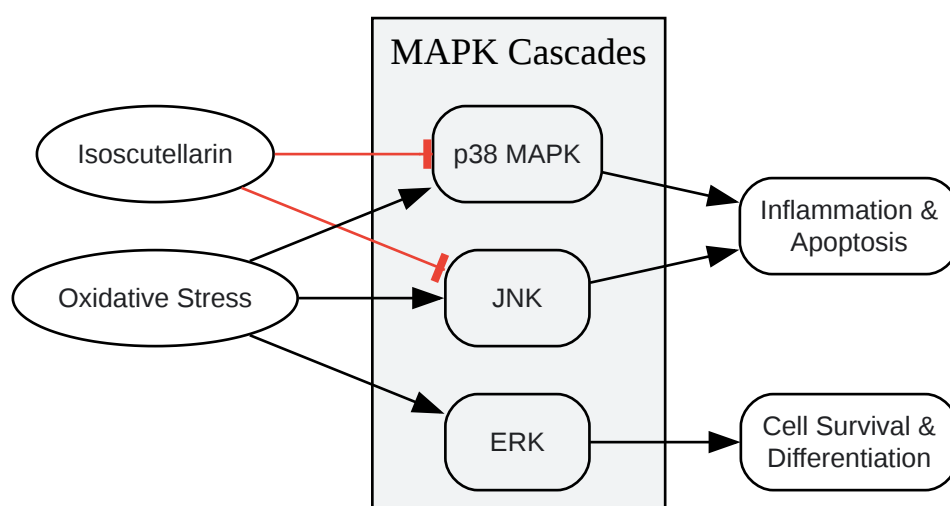 MAPK Cascades
Isoscutellarin
p38 MAPK
Inflammation &
Apoptosis
Oxidative Stress
JNK
ERK
Cell Survival &
Differentiation